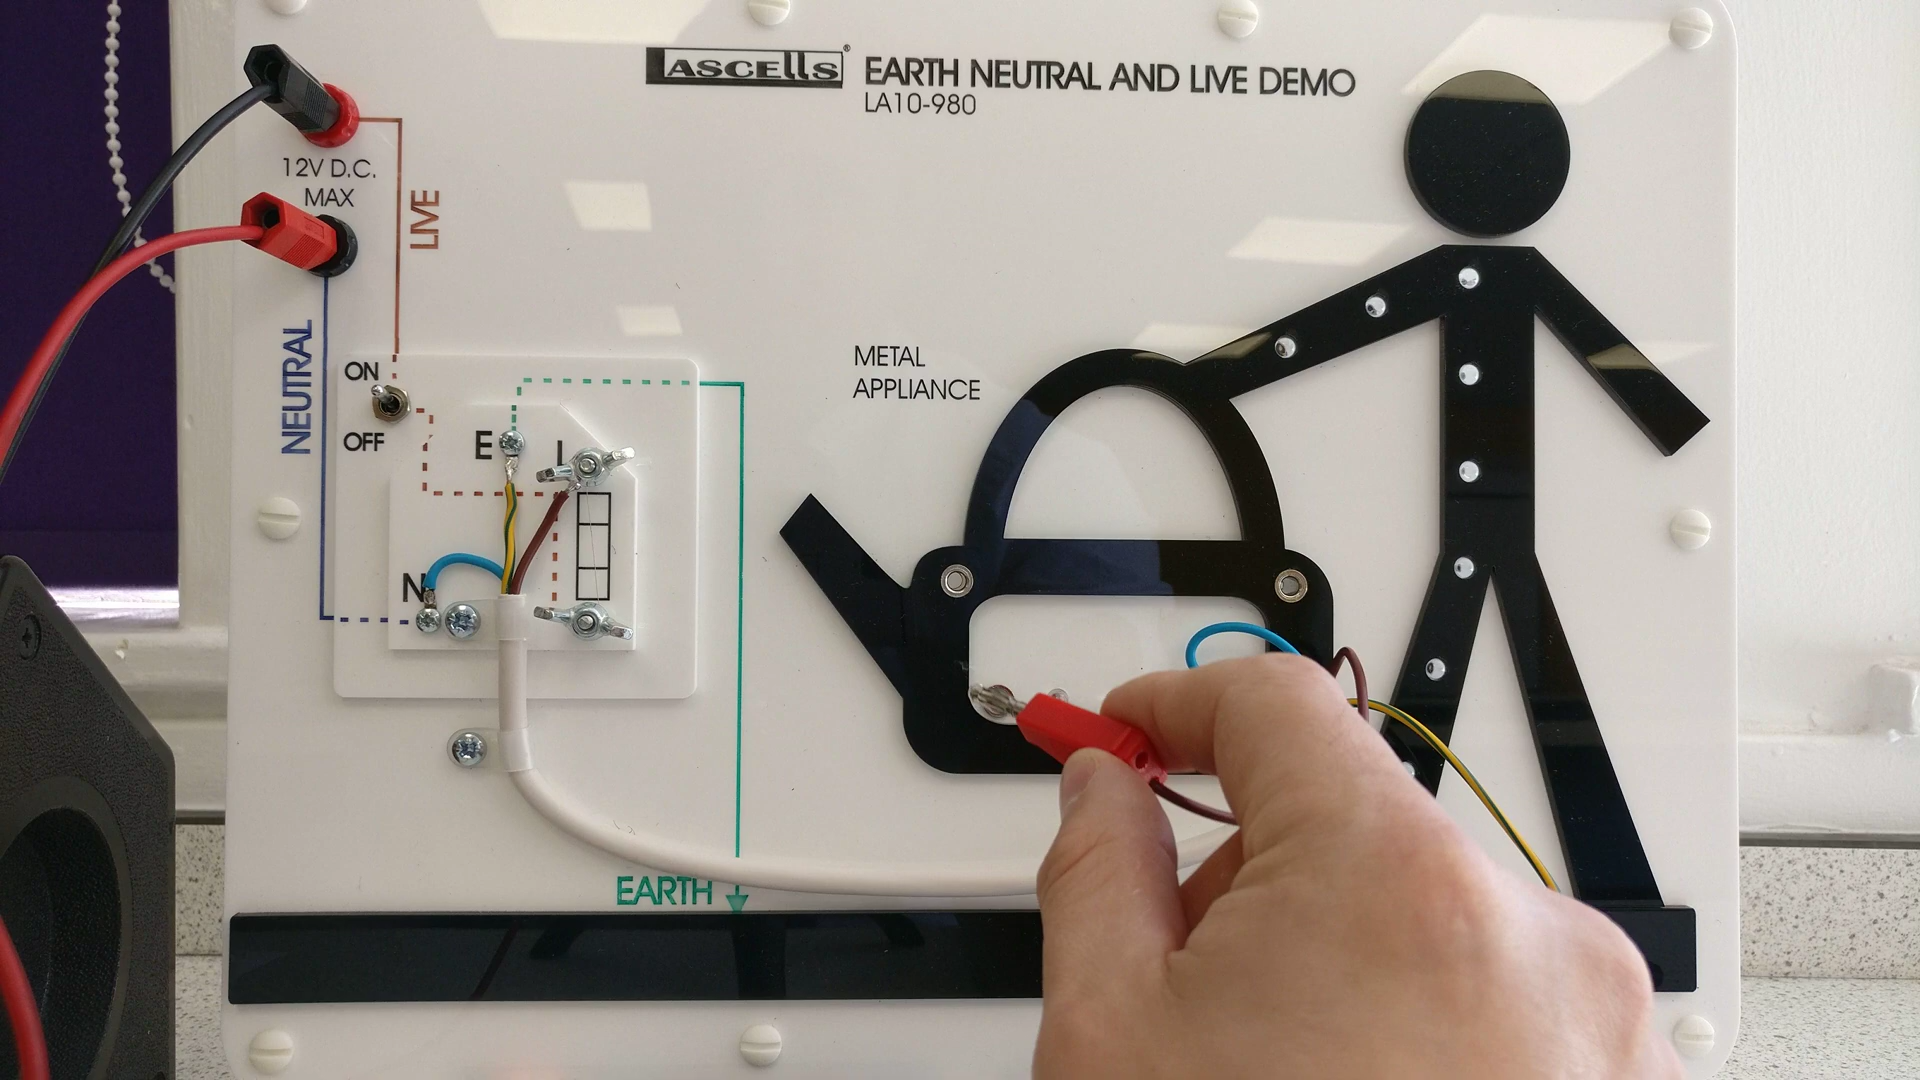 LASCELLS®
EARTH NEUTRAL AND LIVE DEMO
LA10-980
12V D.C.
MAX
LIVE
NEUTRAL
ON
OFF
E
L
N
METAL
APPLIANCE
EARTH